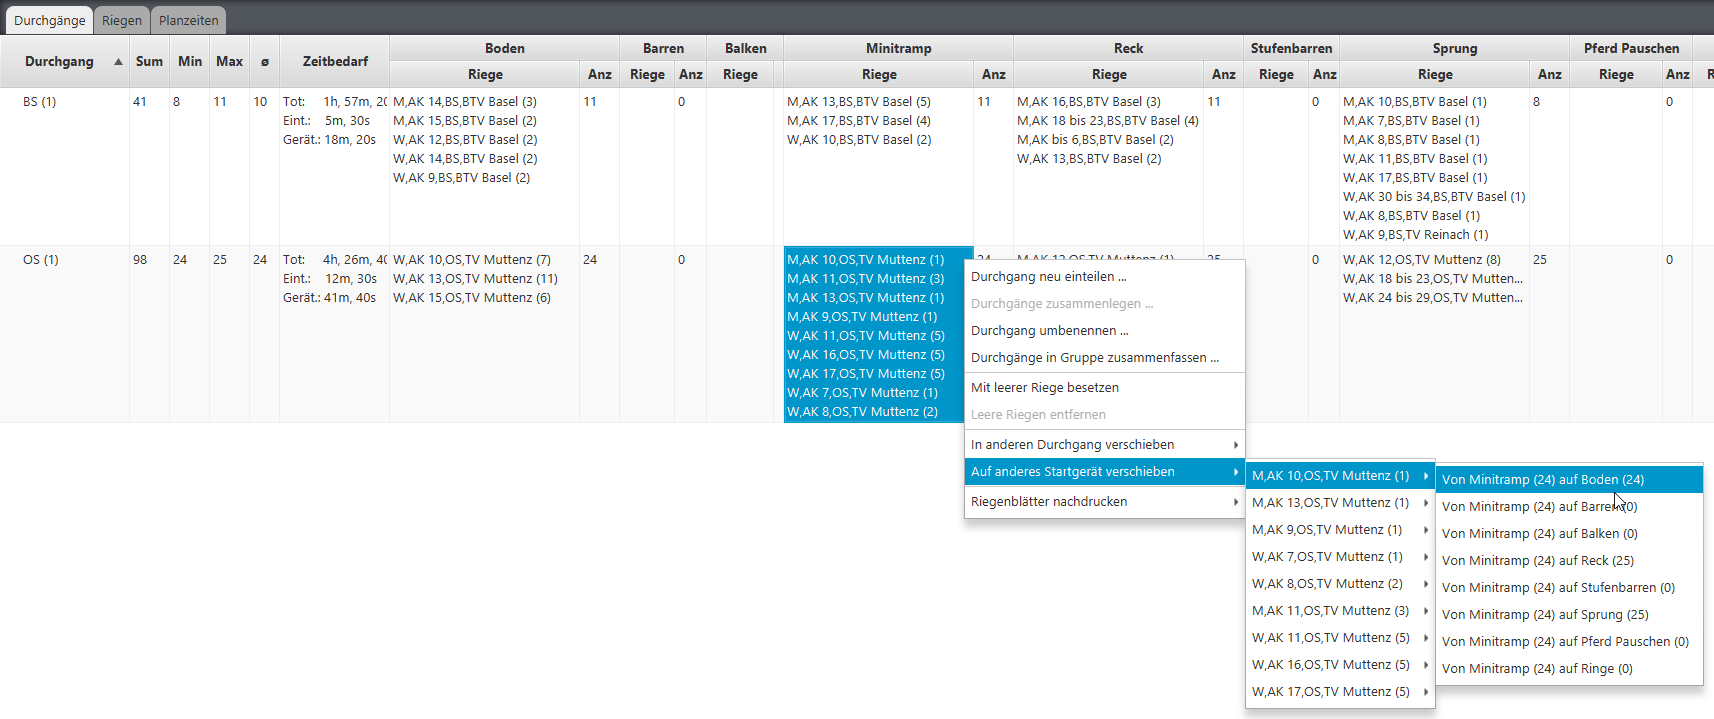 Durchgänge Riegen Planzeiten
Durchgang Sum Min Max ø Zeitbedarf Boden Barren Balken Minitramp Reck Stufenbarren Sprung Pferd Pauschen
Riege Anz Riege Anz Riege Riege Anz Riege Anz Riege Anz Riege Anz Riege Anz
BS (1) 41 8 11 10 Tot: 1h, 57m, M,AK 14,BS,BTV Basel (3) 11 0 M,AK 13,BS,BTV Basel (5) 11 M,AK 16,BS,BTV Basel (3) 11 0 M,AK 10,BS,BTV Basel (1) 8 0
Eint.: 5m, 30s M,AK 15,BS,BTV Basel (2) M,AK 17,BS,BTV Basel (4) M,AK 18 bis 23,BS,BTV Basel (4) M,AK 7,BS,BTV Basel (1)
Gerät.: 18m, 20s W,AK 12,BS,BTV Basel (2) W,AK 10,BS,BTV Basel (2) M,AK bis 6,BS,BTV Basel (2) M,AK 8,BS,BTV Basel (1)
W,AK 14,BS,BTV Basel (2) W,AK 13,BS,BTV Basel (2) W,AK 11,BS,BTV Basel (1)
W,AK 9,BS,BTV Basel (2) W,AK 17,BS,BTV Basel (1)
W,AK 30 bis 34,BS,BTV Basel (1)
W,AK 8,BS,BTV Basel (1)
W,AK 9,BS,TV Reinach (1)
OS (1) 98 24 25 24 Tot: 4h, 26m, W,AK 10,OS,TV Muttenz (7) 24 0 M,AK 10,OS,TV Muttenz (1) 0 W,AK 12,OS,TV Muttenz (8) 25 0
Eint.: 12m, 30s W,AK 13,OS,TV Muttenz (11) M,AK 11,OS,TV Muttenz (3) W,AK 18 bis 23,OS,TV Mutten...
Gerät.: 41m, 40s W,AK 15,OS,TV Muttenz (6) M,AK 13,OS,TV Muttenz (1) W,AK 24 bis 29,OS,TV Mutten...
M,AK 9,OS,TV Muttenz (1)
W,AK 11,OS,TV Muttenz (5)
W,AK 16,OS,TV Muttenz (5)
W,AK 17,OS,TV Muttenz (5)
W,AK 7,OS,TV Muttenz (1)
W,AK 8,OS,TV Muttenz (2)
Durchgang neu einteilen ...
Durchgänge zusammenlegen ...
Durchgang umbenennen ...
Durchgänge in Gruppe zusammenfassen ...
Mit leerer Riege besetzen
Leere Riegen entfernen
In anderen Durchgang verschieben
Auf anderes Startgerät verschieben
Riegenblätter nachdrucken
M,AK 10,OS,TV Muttenz (1)
M,AK 13,OS,TV Muttenz (1)
M,AK 9,OS,TV Muttenz (1)
W,AK 7,OS,TV Muttenz (1)
W,AK 8,OS,TV Muttenz (2)
M,AK 11,OS,TV Muttenz (3)
W,AK 11,OS,TV Muttenz (5)
W,AK 16,OS,TV Muttenz (5)
W,AK 17,OS,TV Muttenz (5)
Von Minitramp (24) auf Boden (24)
Von Minitramp (24) auf Barren (0)
Von Minitramp (24) auf Balken (0)
Von Minitramp (24) auf Reck (25)
Von Minitramp (24) auf Stufenbarren (0)
Von Minitramp (24) auf Sprung (25)
Von Minitramp (24) auf Pferd Pauschen (0)
Von Minitramp (24) auf Ringe (0)